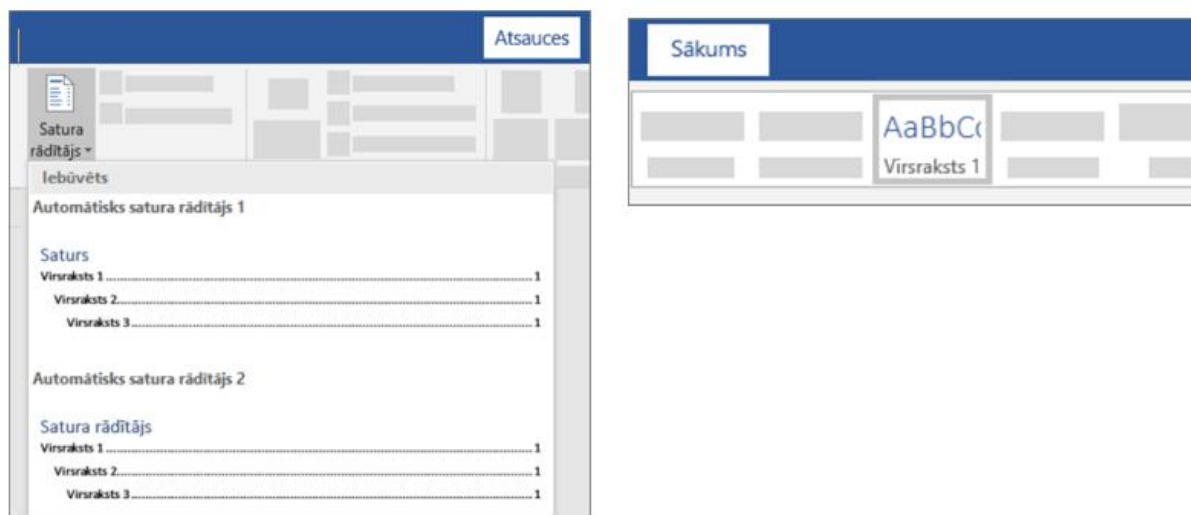 Atsauces
Satura
rādītājs
Iebūvēts
Automātisks satura rādītājs 1
Saturs
Virsraksts 1 1
Virsraksts 2 1
Virsraksts 3 1
Automātisks satura rādītājs 2
Satura rādītājs
Virsraksts 1 1
Virsraksts 2 1
Virsraksts 3 1
Sākums
AaBbC
Virsraksts 1